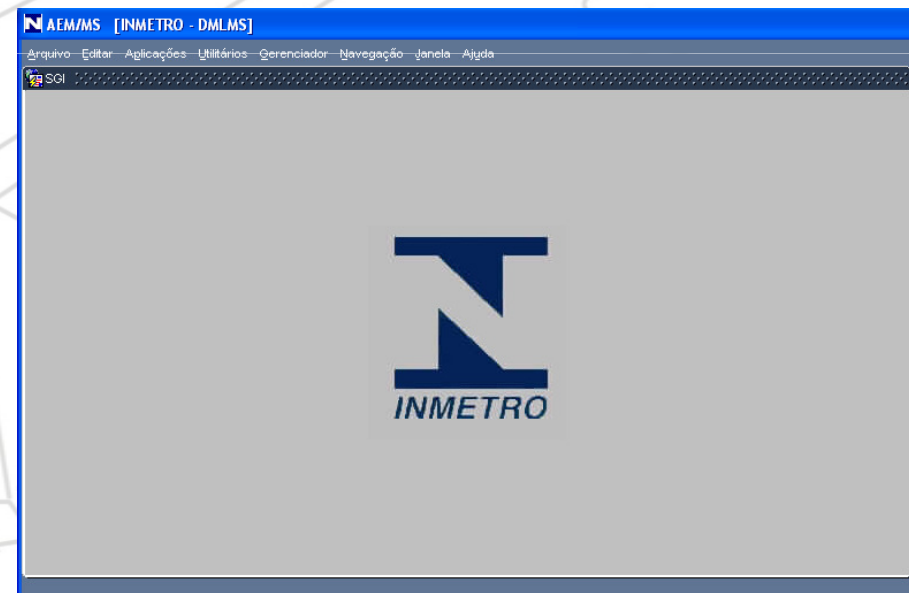 AEM/MS [INMETRO - DMLMS]
Arquivo Editar Aplicações Utilitários Gerenciador Navegação Janela Ajuda
SGI
INMETRO